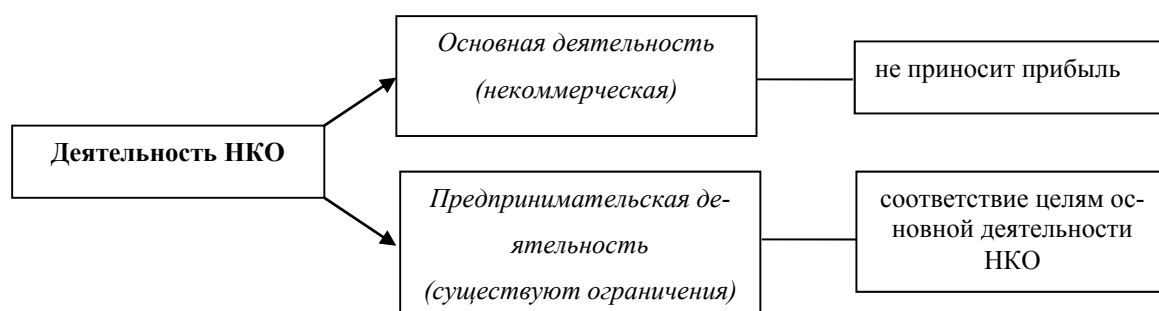 Деятельность НКО
Основная деятельность
(некоммерческая)
не приносит прибыль
Предпринимательская де-
ятельность
(существуют ограничения)
соответствие целям ос-
новной деятельности
НКО